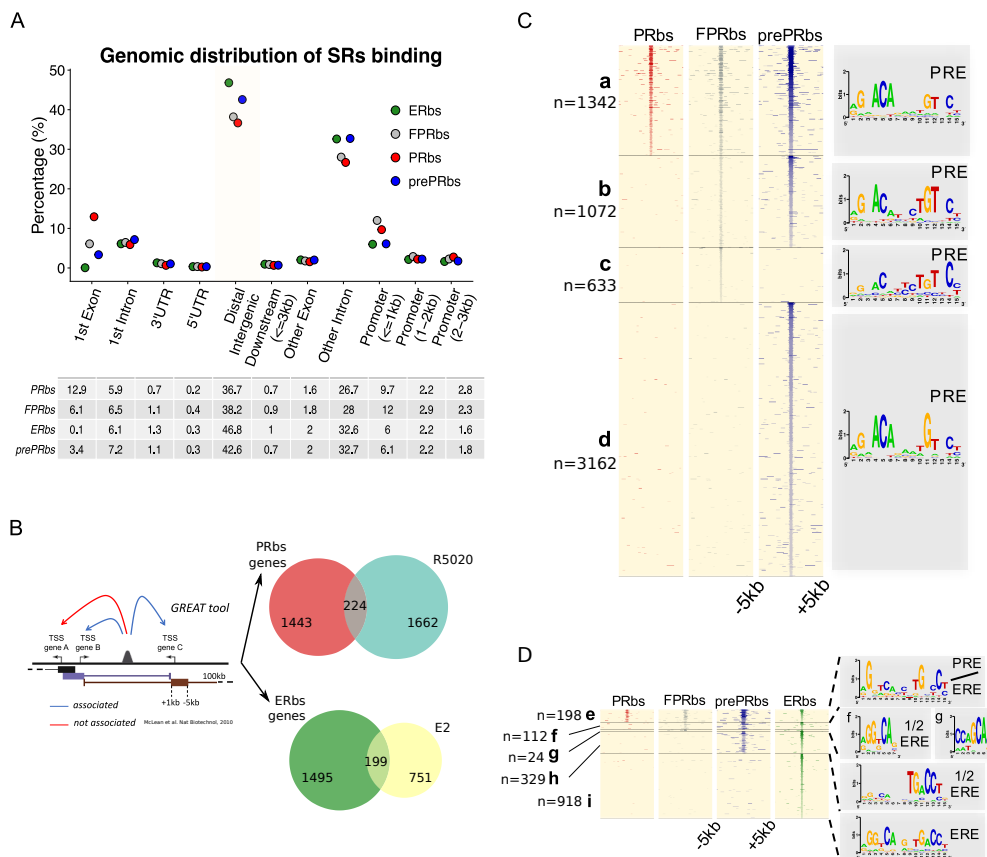 A
Genomic distribution of SRs binding
Percentage (%)
50
40
30
20
10
0
ERbs
FPRbs
PRbs
prePRbs
1st Exon
1st Intron
3'UTR
5'UTR
Distal
Intergenic
Downstream
(<=3kb)
Other Exon
Other Intron
Promoter
(<=1kb)
Promoter
(1-2kb)
Promoter
(2-3kb)
PRbs 12.9 5.9 0.7 0.2 36.7 0.7 1.6 26.7 9.7 2.2 2.8
FPRbs 6.1 6.5 1.1 0.4 38.2 0.9 1.8 28 12 2.9 2.3
ERbs 0.1 6.1 1.3 0.3 46.8 1 2 32.6 6 2.2 1.6
prePRbs 3.4 7.2 1.1 0.3 42.6 0.7 2 32.7 6.1 2.2 1.8
B
GREAT tool
TSS
gene A
TSS
gene B
TSS
gene C
100kb
+1kb -5kb
associated
not associated
McLean et al. Nat Biotechnol, 2010
PRbs
genes
R5020
1443
224
1662
ERbs
genes
E2
1495
199
751
C
PRbs FPRbs prePRbs
a
n=1342
PRE
b
n=1072
PRE
c
n=633
PRE
d
n=3162
PRE
-5kb
+5kb
D
PRbs FPRbs prePRbs ERbs
n=198 e
n=112 f
n=24 g
n=329 h
n=918 i
-5kb
+5kb
PRE
ERE
f
1/2
ERE
g
1/2
ERE
ERE